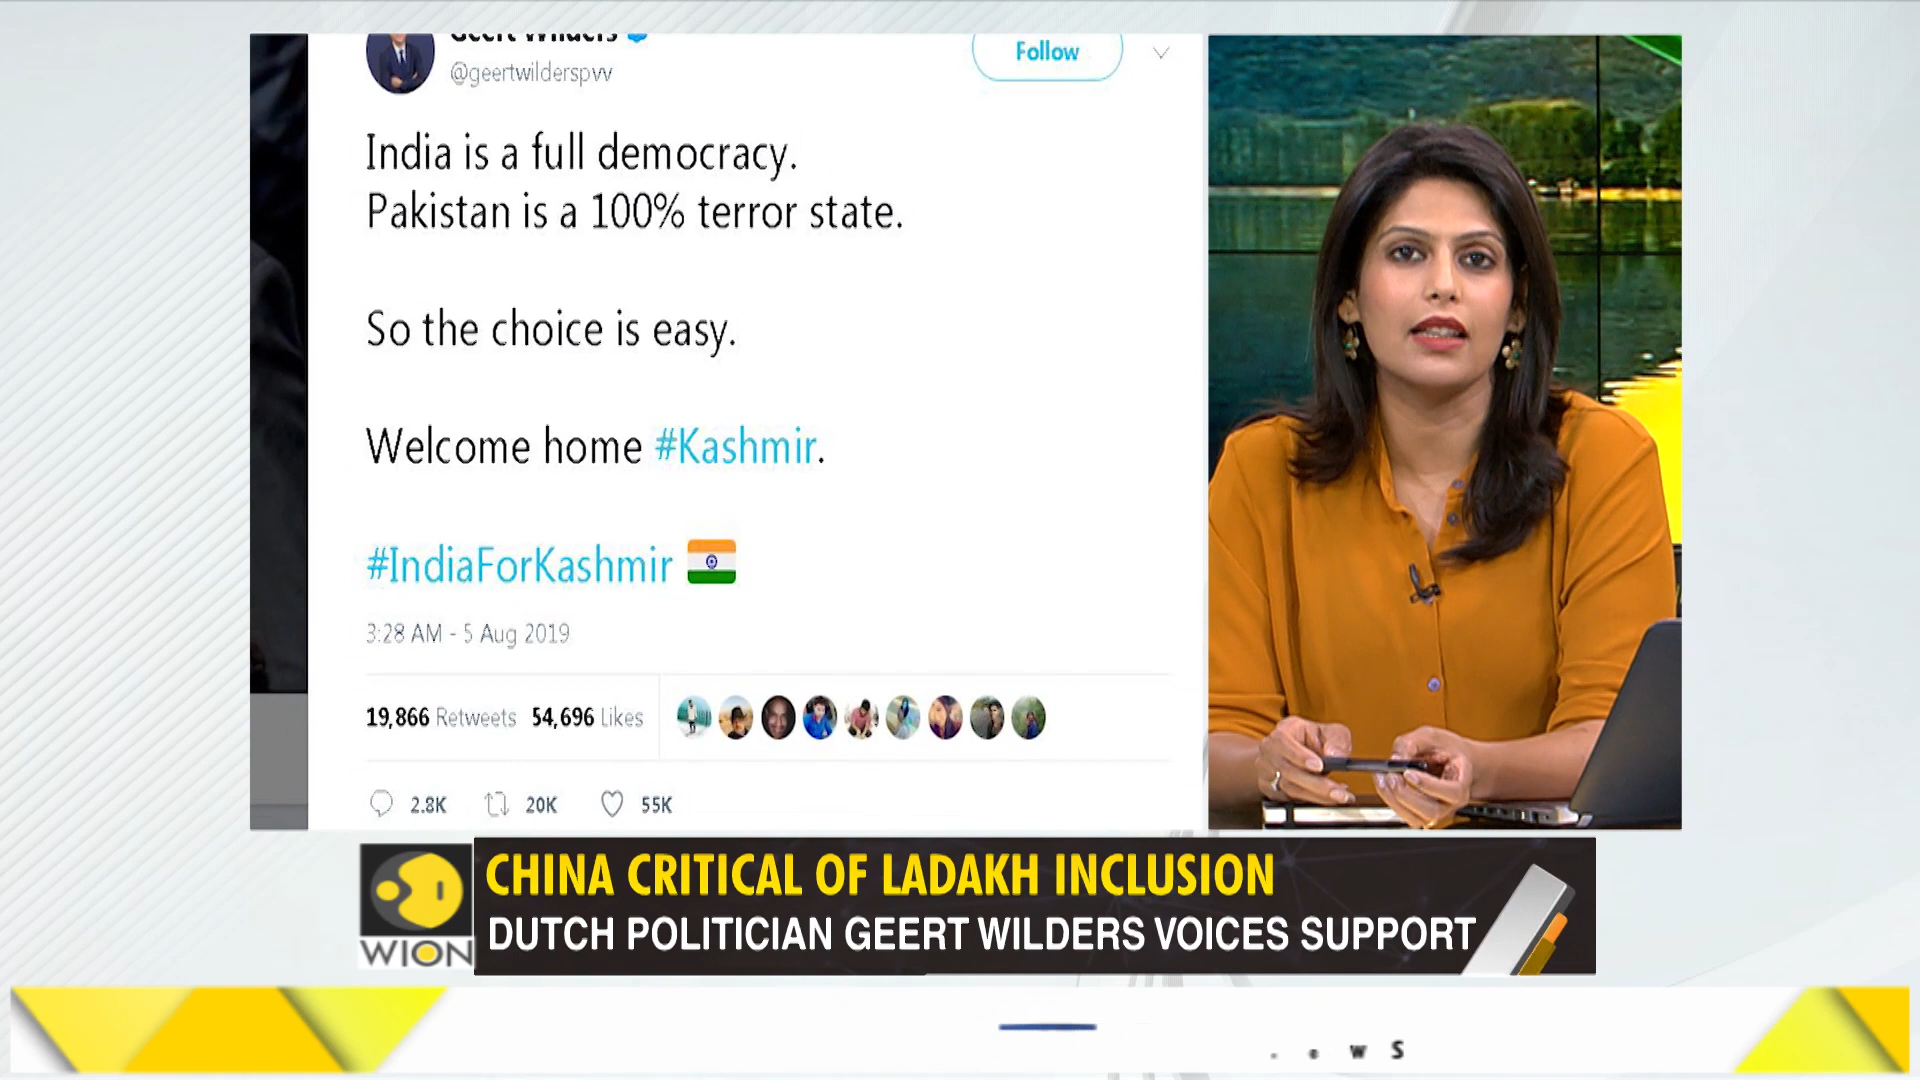 Geert Wilders
@geertwilderspvv
Follow
India is a full democracy.
Pakistan is a 100% terror state.
So the choice is easy.
Welcome home #Kashmir.
#IndiaForKashmir
3:28 AM - 5 Aug 2019
19,866 Retweets 54,696 Likes
2.8K 20K 55K
CHINA CRITICAL OF LADAKH INCLUSION
DUTCH POLITICIAN GEERT WILDERS VOICES SUPPORT
WION